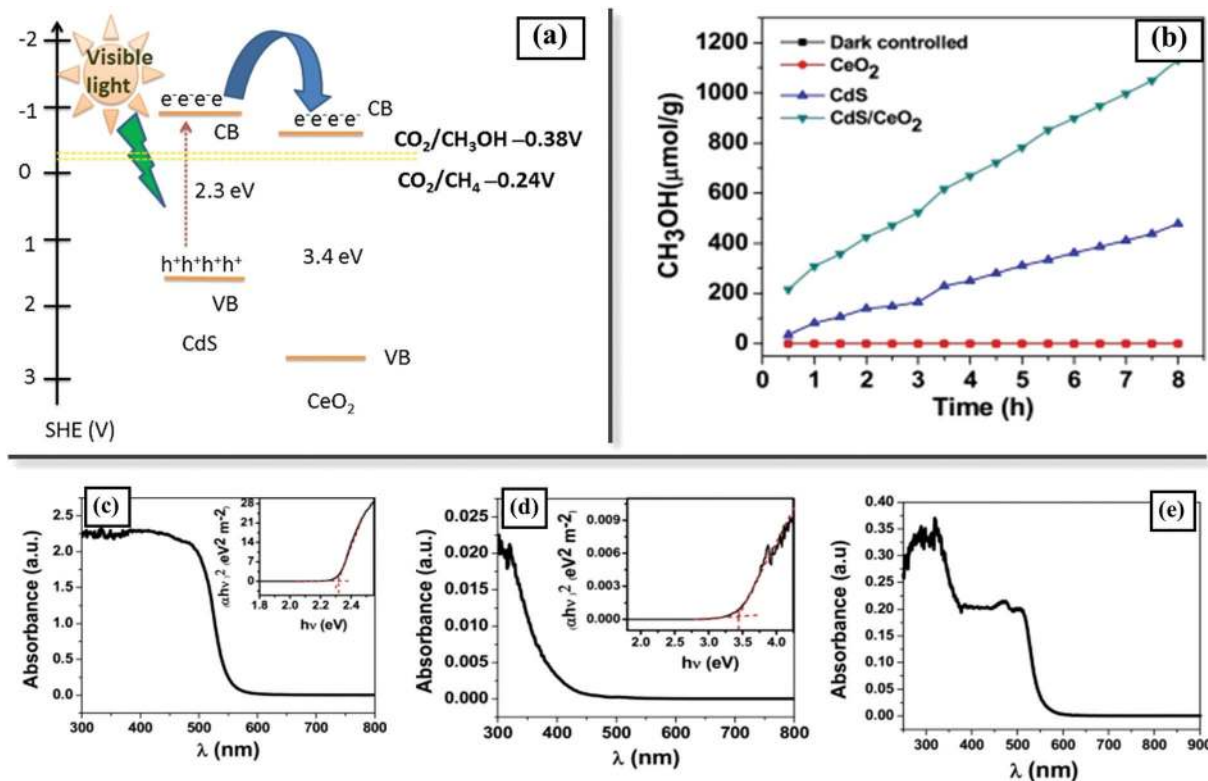 (a)
-2
-1
0
1
2
3
SHE (V)
Visible
light
e⁻e⁻e⁻e
CB
2.3 eV
h⁺h⁺h⁺h⁺
VB
CdS
e⁻e⁻e⁻e⁻ CB
CO₂/CH₃OH −0.38V
CO₂/CH₄ −0.24V
3.4 eV
VB
CeO₂
(b)
CH₃OH(μmol/g)
1200
1000
800
600
400
200
0
Dark controlled
CeO₂
CdS
CdS/CeO₂
0 1 2 3 4 5 6 7 8
Time (h)
(c)
Absorbance (a.u.)
2.5
2.0
1.5
1.0
0.5
0.0
300 400 500 600 700 800
λ (nm)
(αhν)² (eV² m⁻²)
28
21
14
7
0
1.8 2.0 2.2 2.4
hν (eV)
(d)
Absorbance (a.u.)
0.025
0.020
0.015
0.010
0.005
0.000
300 400 500 600 700 800
λ (nm)
(αhν)² (eV² m⁻²)
0.009
0.006
0.003
0.000
2.0 2.5 3.0 3.5 4.0
hν (eV)
(e)
Absorbance (a.u)
0.40
0.35
0.30
0.25
0.20
0.15
0.10
0.05
0.00
300 400 500 600 700 800 900
λ (nm)